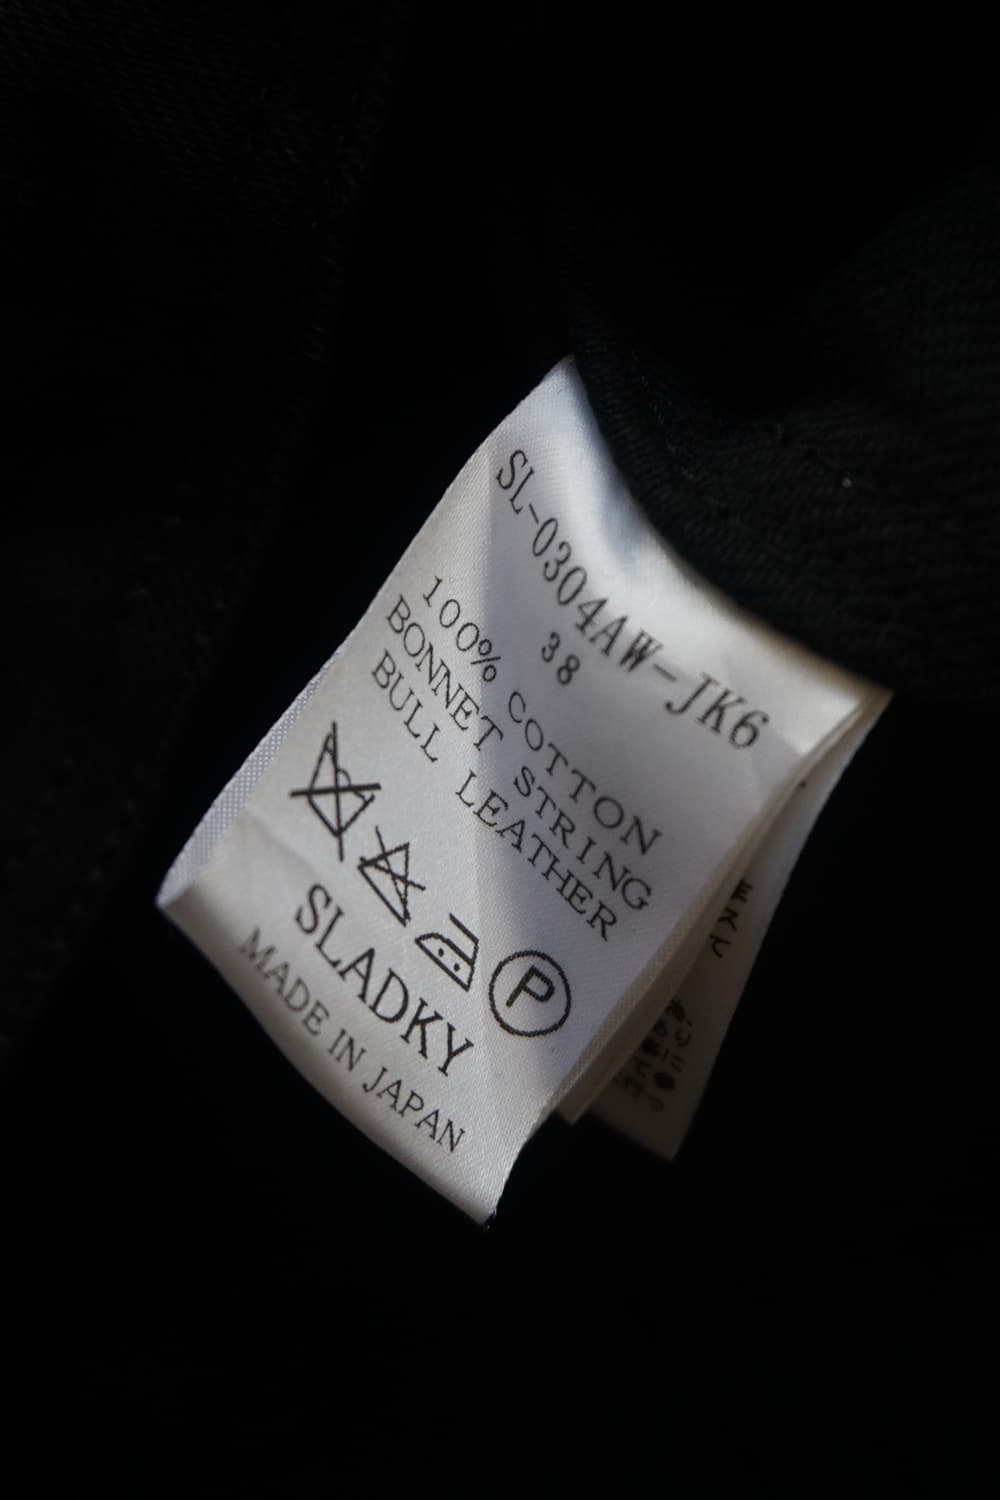 SL-0304AW-JK6
38
100% COTTON
BONNET STRING
BULL LEATHER
P
SLADKY
MADE IN JAPAN